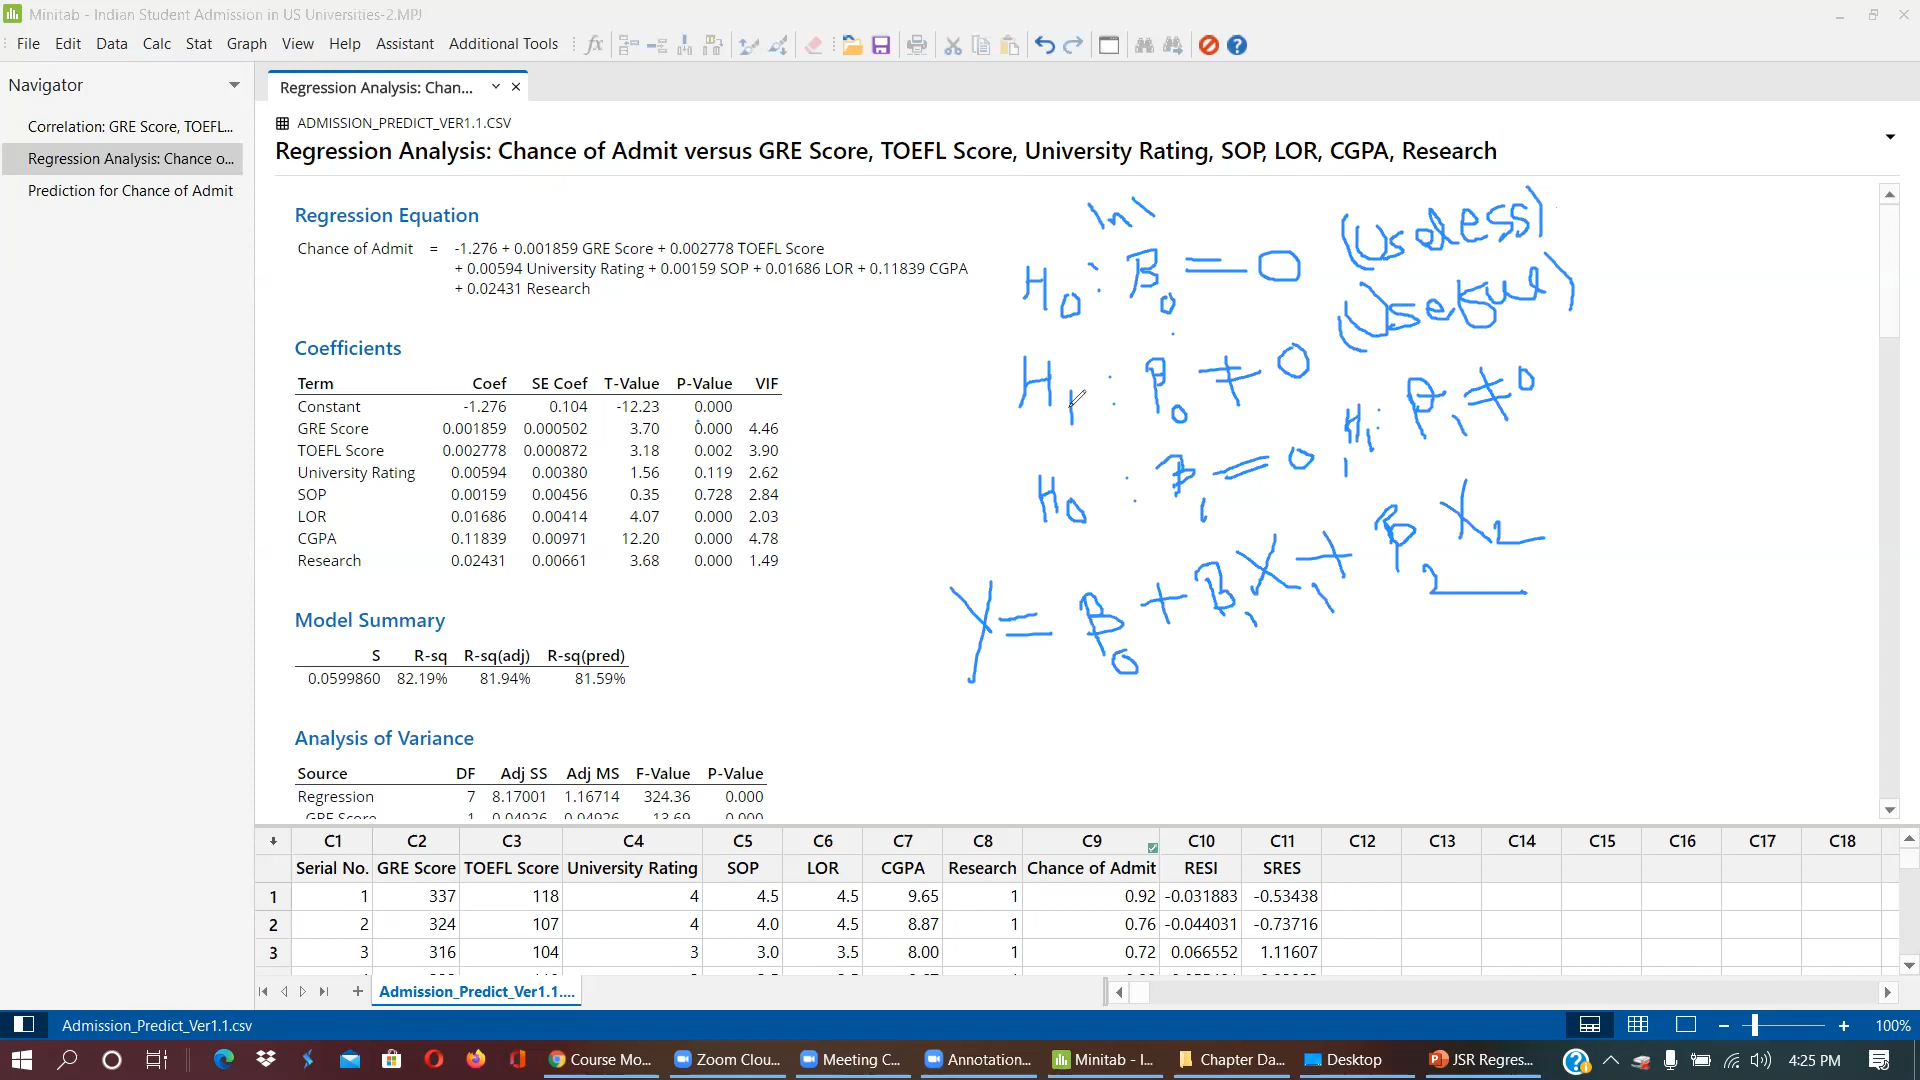 Minitab - Indian Student Admission in US Universities-2.MPJ
File Edit Data Calc Stat Graph View Help Assistant Additional Tools
Navigator
Correlation: GRE Score, TOEFL...
Regression Analysis: Chance o...
Prediction for Chance of Admit
Regression Analysis: Chan...
ADMISSION_PREDICT_VER1.1.CSV
Regression Analysis: Chance of Admit versus GRE Score, TOEFL Score, University Rating, SOP, LOR, CGPA, Research
Regression Equation
Chance of Admit = -1.276 + 0.001859 GRE Score + 0.002778 TOEFL Score
+ 0.00594 University Rating + 0.00159 SOP + 0.01686 LOR + 0.11839 CGPA
+ 0.02431 Research
Coefficients
Term Coef SE Coef T-Value P-Value VIF
Constant -1.276 0.104 -12.23 0.000
GRE Score 0.001859 0.000502 3.70 0.000 4.46
TOEFL Score 0.002778 0.000872 3.18 0.002 3.90
University Rating 0.00594 0.00380 1.56 0.119 2.62
SOP 0.00159 0.00456 0.35 0.728 2.84
LOR 0.01686 0.00414 4.07 0.000 2.03
CGPA 0.11839 0.00971 12.20 0.000 4.78
Research 0.02431 0.00661 3.68 0.000 1.49
Model Summary
S R-sq R-sq(adj) R-sq(pred)
0.0599860 82.19% 81.94% 81.59%
Analysis of Variance
Source DF Adj SS Adj MS F-Value P-Value
Regression 7 8.17001 1.16714 324.36 0.000
GRE Score 1 0.04926 0.04926 13.69 0.000
H0 : B0 = 0 (Useless)
H1 : β0 ≠ 0 (Useful)
H0 : β1 = 0, H1 : β1 ≠ 0
Y = β0 + β1 X1 + β2 X2
C1 C2 C3 C4 C5 C6 C7 C8 C9 C10 C11 C12 C13 C14 C15 C16 C17 C18
Serial No. GRE Score TOEFL Score University Rating SOP LOR CGPA Research Chance of Admit RESI SRES
1 1 337 118 4 4.5 4.5 9.65 1 0.92 -0.031883 -0.53438
2 2 324 107 4 4.0 4.5 8.87 1 0.76 -0.044031 -0.73716
3 3 316 104 3 3.0 3.5 8.00 1 0.72 0.066552 1.11607
Admission_Predict_Ver1.1....
Admission_Predict_Ver1.1.csv
100%
Course Mo... Zoom Clou... Meeting C... Annotation... Minitab - I... Chapter Da... Desktop JSR Regres... 4:25 PM